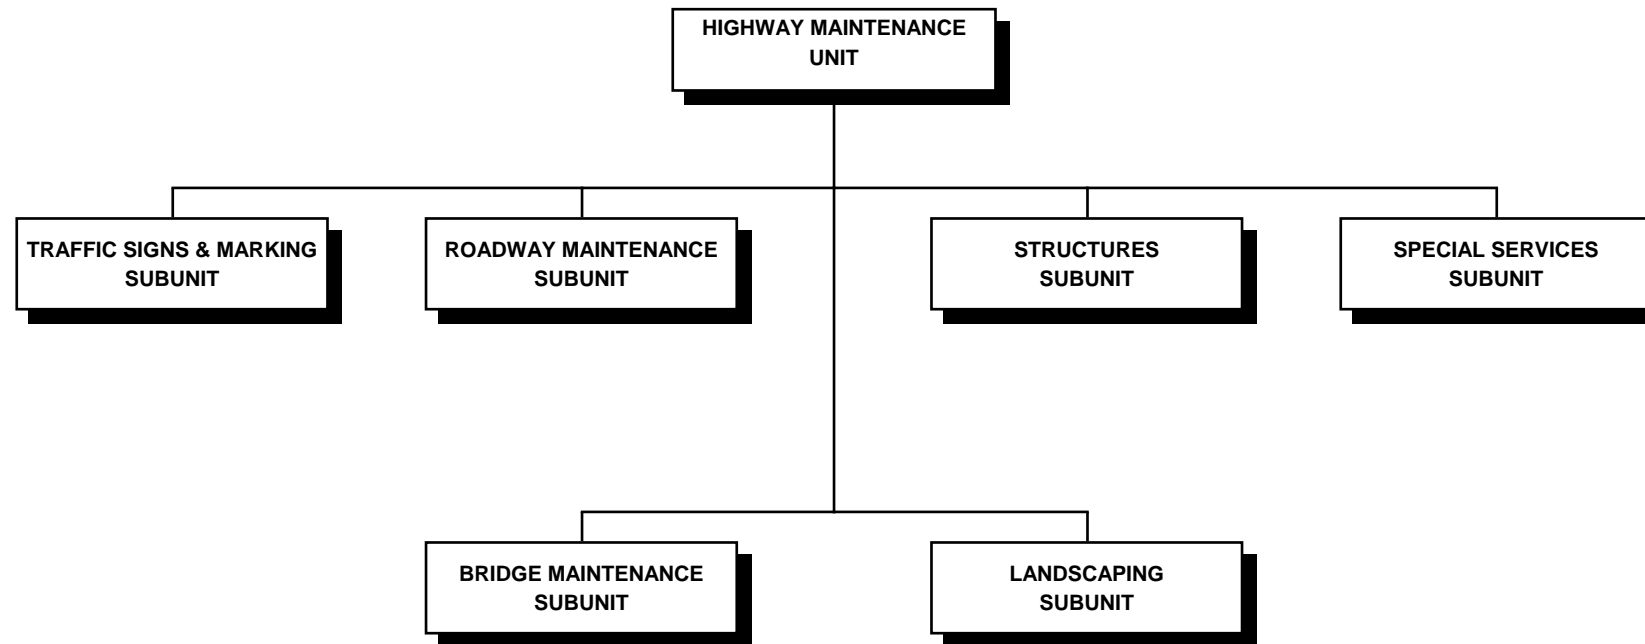 HIGHWAY MAINTENANCE
UNIT
TRAFFIC SIGNS & MARKING
SUBUNIT
ROADWAY MAINTENANCE
SUBUNIT
STRUCTURES
SUBUNIT
SPECIAL SERVICES
SUBUNIT
BRIDGE MAINTENANCE
SUBUNIT
LANDSCAPING
SUBUNIT